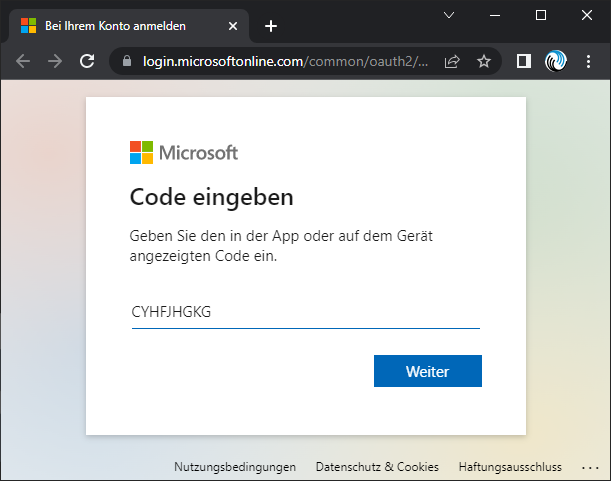 Bei Ihrem Konto anmelden
login.microsoftonline.com/common/oauth2/...
Microsoft
Code eingeben
Geben Sie den in der App oder auf dem Gerät
angezeigten Code ein.
CYHFJHGKG
Weiter
Nutzungsbedingungen Datenschutz & Cookies Haftungsausschluss ...